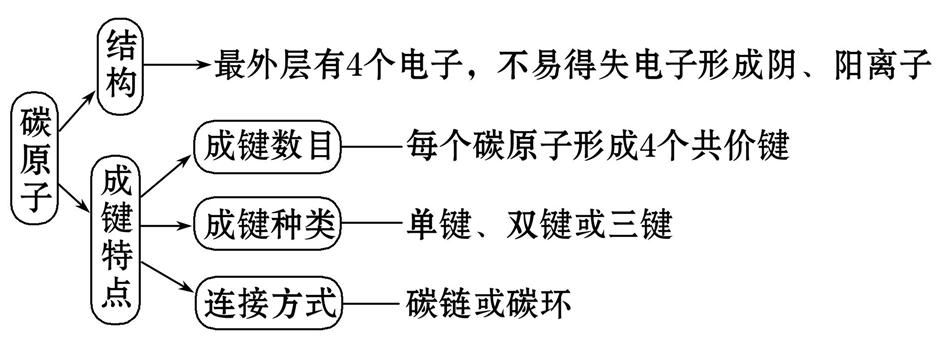 碳原子
结构
最外层有4个电子，不易得失电子形成阴、阳离子
成键特点
成键数目
每个碳原子形成4个共价键
成键种类
单键、双键或三键
连接方式
碳链或碳环